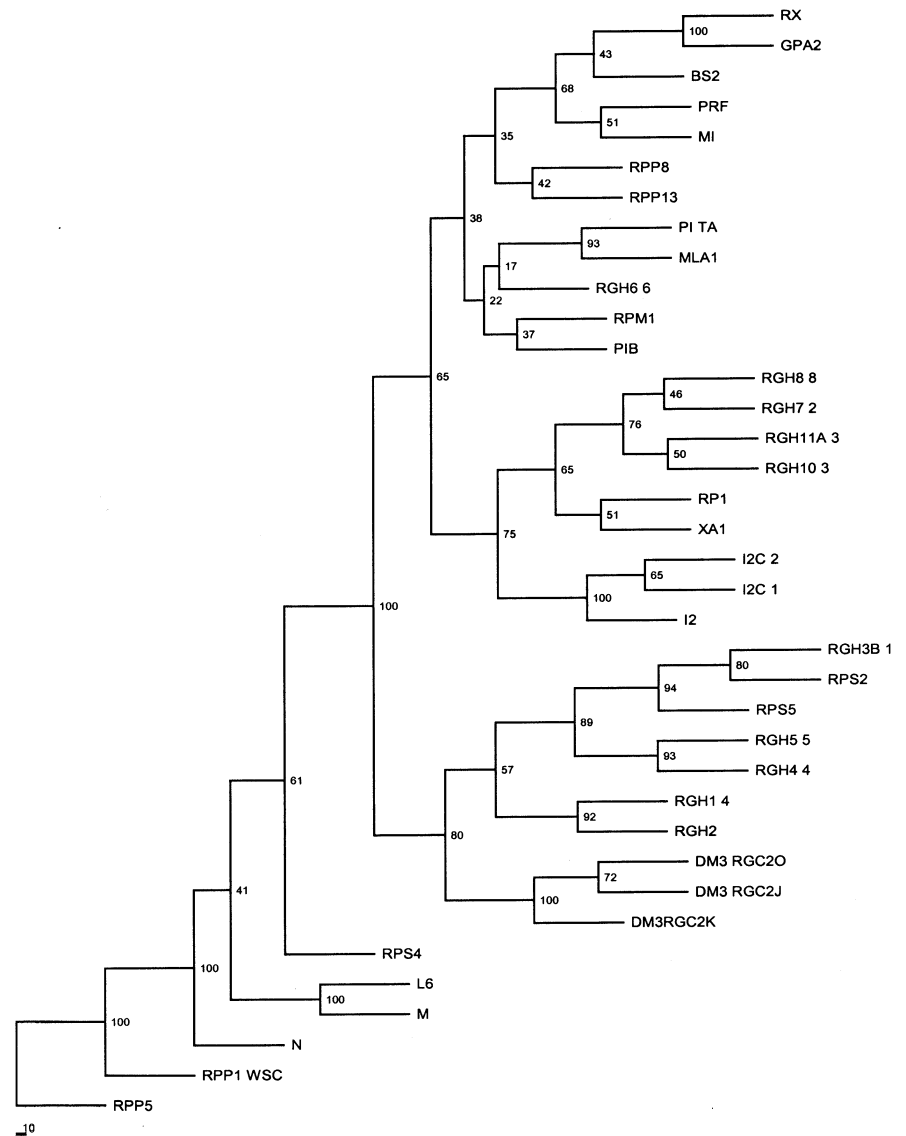 RX
100
GPA2
43
BS2
68
PRF
51
MI
35
RPP8
42
RPP13
38
PI TA
93
MLA1
17
RGH6 6
22
RPM1
37
PIB
65
RGH8 8
46
RGH7 2
76
RGH11A 3
50
RGH10 3
65
RP1
51
XA1
75
I2C 2
65
I2C 1
100
I2
100
RGH3B 1
80
RPS2
94
RPS5
89
RGH5 5
93
RGH4 4
57
RGH1 4
92
RGH2
80
DM3 RGC2O
72
DM3 RGC2J
100
DM3RGC2K
61
RPS4
41
L6
100
M
100
N
100
RPP1 WSC
RPP5
10